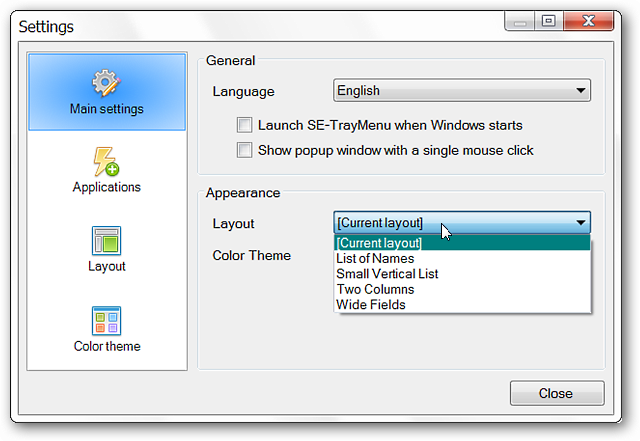 Settings
Main settings
Applications
Layout
Color theme
General
Language
English
Launch SE-TrayMenu when Windows starts
Show popup window with a single mouse click
Appearance
Layout
[Current layout]
Color Theme
[Current layout]
List of Names
Small Vertical List
Two Columns
Wide Fields
Close